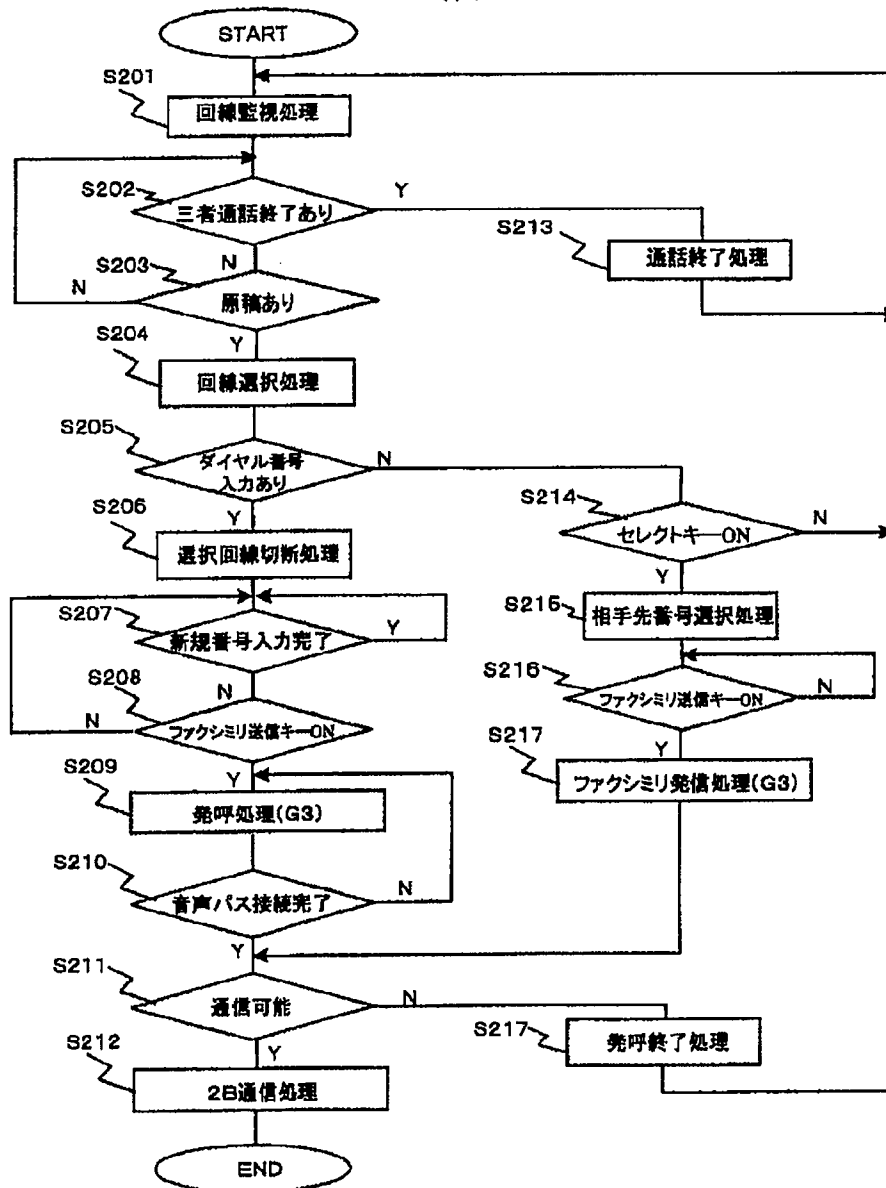 START
S201
回線監視処理
S202
三者通話終了あり
Y
S213
通話終了処理
N
S203
N
原稿あり
Y
S204
回線選択処理
S205
ダイヤル番号
入力あり
N
S214
セレクトキーON
N
Y
S206
選択回線切断処理
Y
S215
相手先番号選択処理
S207
新規番号入力完了
Y
N
S216
ファクシミリ送信キーON
N
S208
N
ファクシミリ送信キーON
Y
S217
ファクシミリ発信処理(G3)
Y
S209
発呼処理(G3)
S210
音声パス接続完了
N
Y
S211
通信可能
N
S217
発呼終了処理
Y
S212
2B通信処理
END